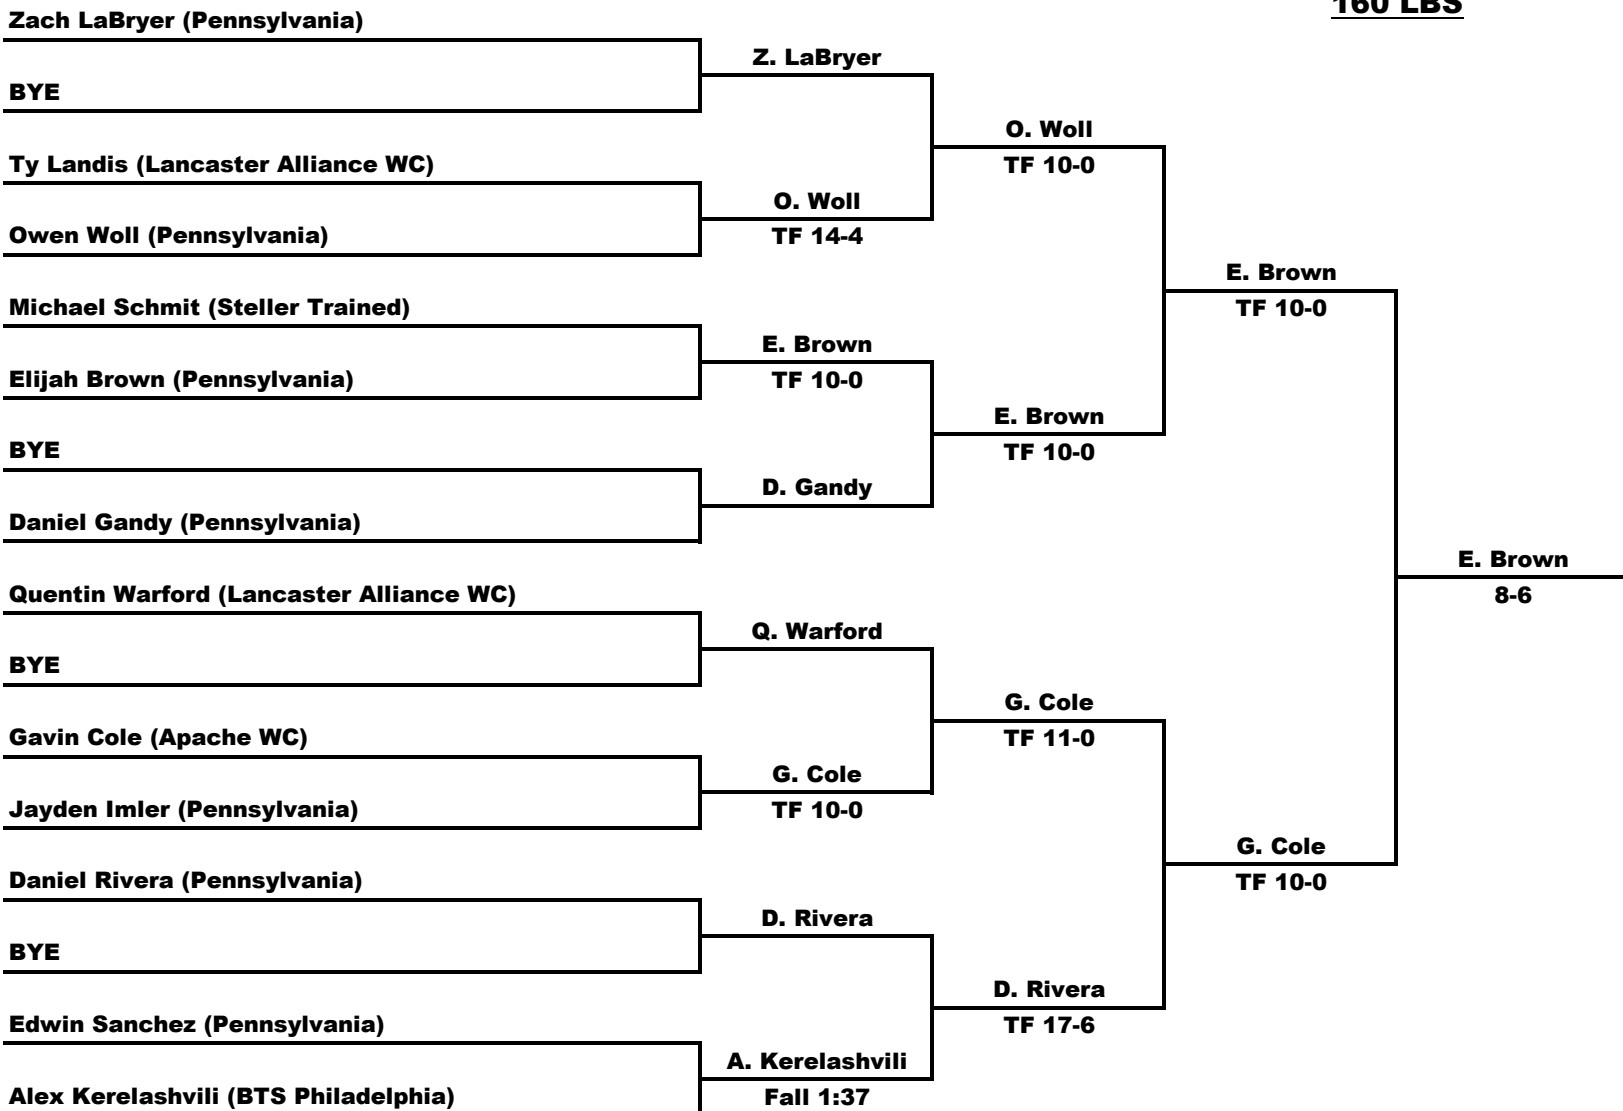 160 LBS
Zach LaBryer (Pennsylvania)
Z. LaBryer
BYE
O. Woll
TF 10-0
Ty Landis (Lancaster Alliance WC)
O. Woll
TF 14-4
Owen Woll (Pennsylvania)
E. Brown
TF 10-0
Michael Schmit (Steller Trained)
E. Brown
TF 10-0
Elijah Brown (Pennsylvania)
E. Brown
TF 10-0
BYE
D. Gandy
Daniel Gandy (Pennsylvania)
E. Brown
8-6
Quentin Warford (Lancaster Alliance WC)
Q. Warford
BYE
G. Cole
TF 11-0
Gavin Cole (Apache WC)
G. Cole
TF 10-0
Jayden Imler (Pennsylvania)
G. Cole
TF 10-0
Daniel Rivera (Pennsylvania)
D. Rivera
BYE
D. Rivera
TF 17-6
Edwin Sanchez (Pennsylvania)
A. Kerelashvili
Fall 1:37
Alex Kerelashvili (BTS Philadelphia)